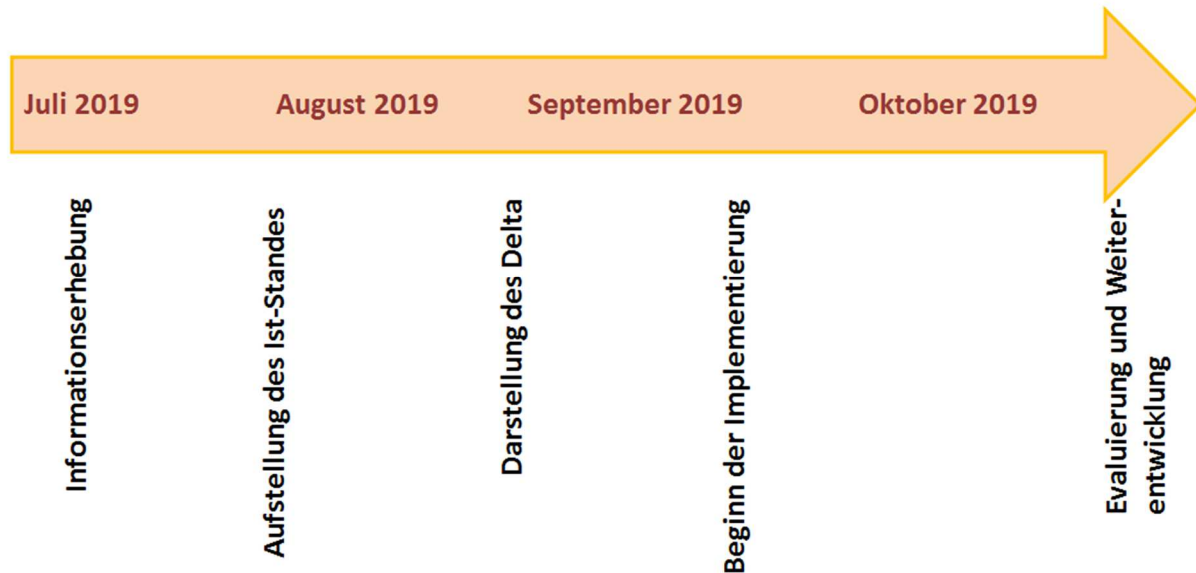 Juli 2019 August 2019 September 2019 Oktober 2019
Informationserhebung
Aufstellung des Ist-Standes
Darstellung des Delta
Beginn der Implementierung
Evaluierung und Weiter-
entwicklung